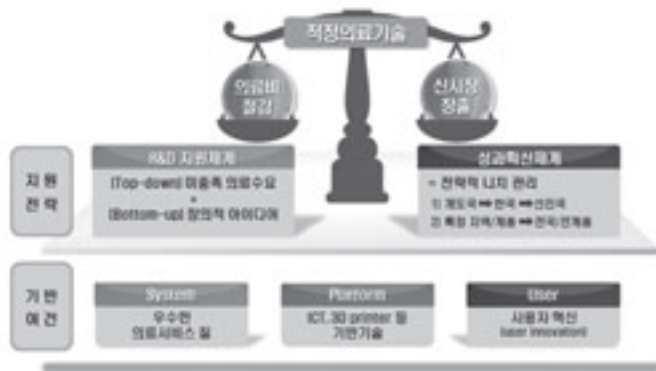 적정의료기술
의료비
절감
신시장
창출
지원
전략
R&D 지원체계
(Top-down) 미충족 의료수요
+
(Bottom-up) 창의적 아이디어
성과확산체계
= 전략적 니치 관리
1) 개도국 ➡ 한국 ➡ 선진국
2) 특정 지역/계층 ➡ 전국/전계층
기반
여건
System
우수한
의료서비스 질
Platform
ICT, 3D printer 등
기반기술
User
사용자 혁신
(user innovation)